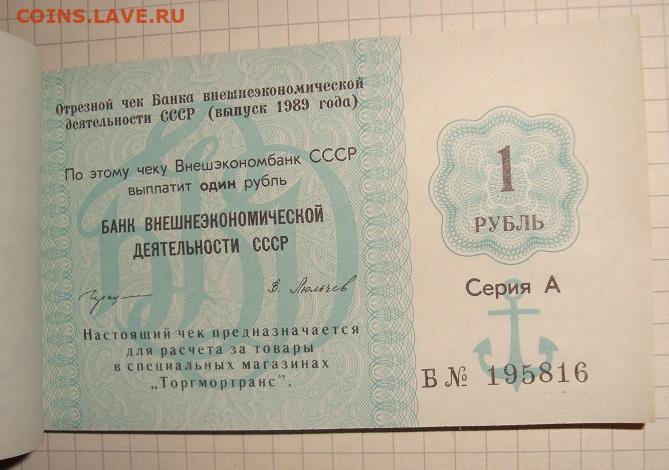 COINS.LAVE.RU
Отрезной чек Банка внешнеэкономической
деятельности СССР (выпуск 1989 года)
По этому чеку Внешэкономбанк СССР
выплатит один рубль
БАНК ВНЕШНЕЭКОНОМИЧЕСКОЙ
ДЕЯТЕЛЬНОСТИ СССР
В. Люльчев
Настоящий чек предназначается
для расчета за товары
в специальных магазинах
„Торгмортранс".
1
РУБЛЬ
Серия А
Б № 195816